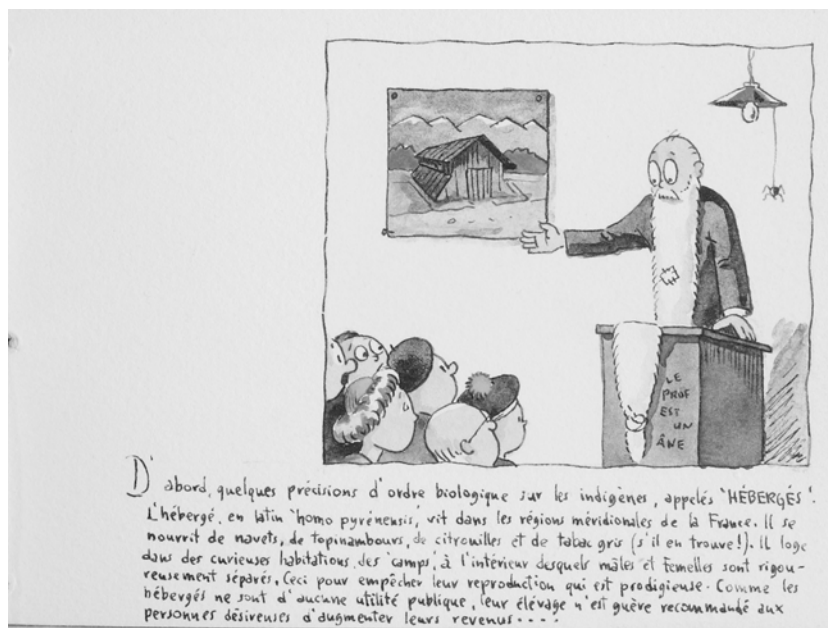 LE
PROF
EST
UN
ÂNE
D'abord, quelques précisions d'ordre biologique sur les indigènes, appelés "HÉBERGÉS".
L'hébergé, en latin "homo pyrénensis", vit dans les régions méridionales de la France. Il se
nourrit de navets, de topinambours, de citrouilles et de tabac gris (s'il en trouve!). Il loge
dans des curieuses habitations, des "camps", à l'intérieur desquels mâles et femelles sont rigou-
reusement séparés. Ceci pour empêcher leur reproduction qui est prodigieuse. Comme les
hébergés ne sont d'aucune utilité publique, leur élévage n'est guère recommandé aux
personnes désireuses d'augmenter leurs revenus....